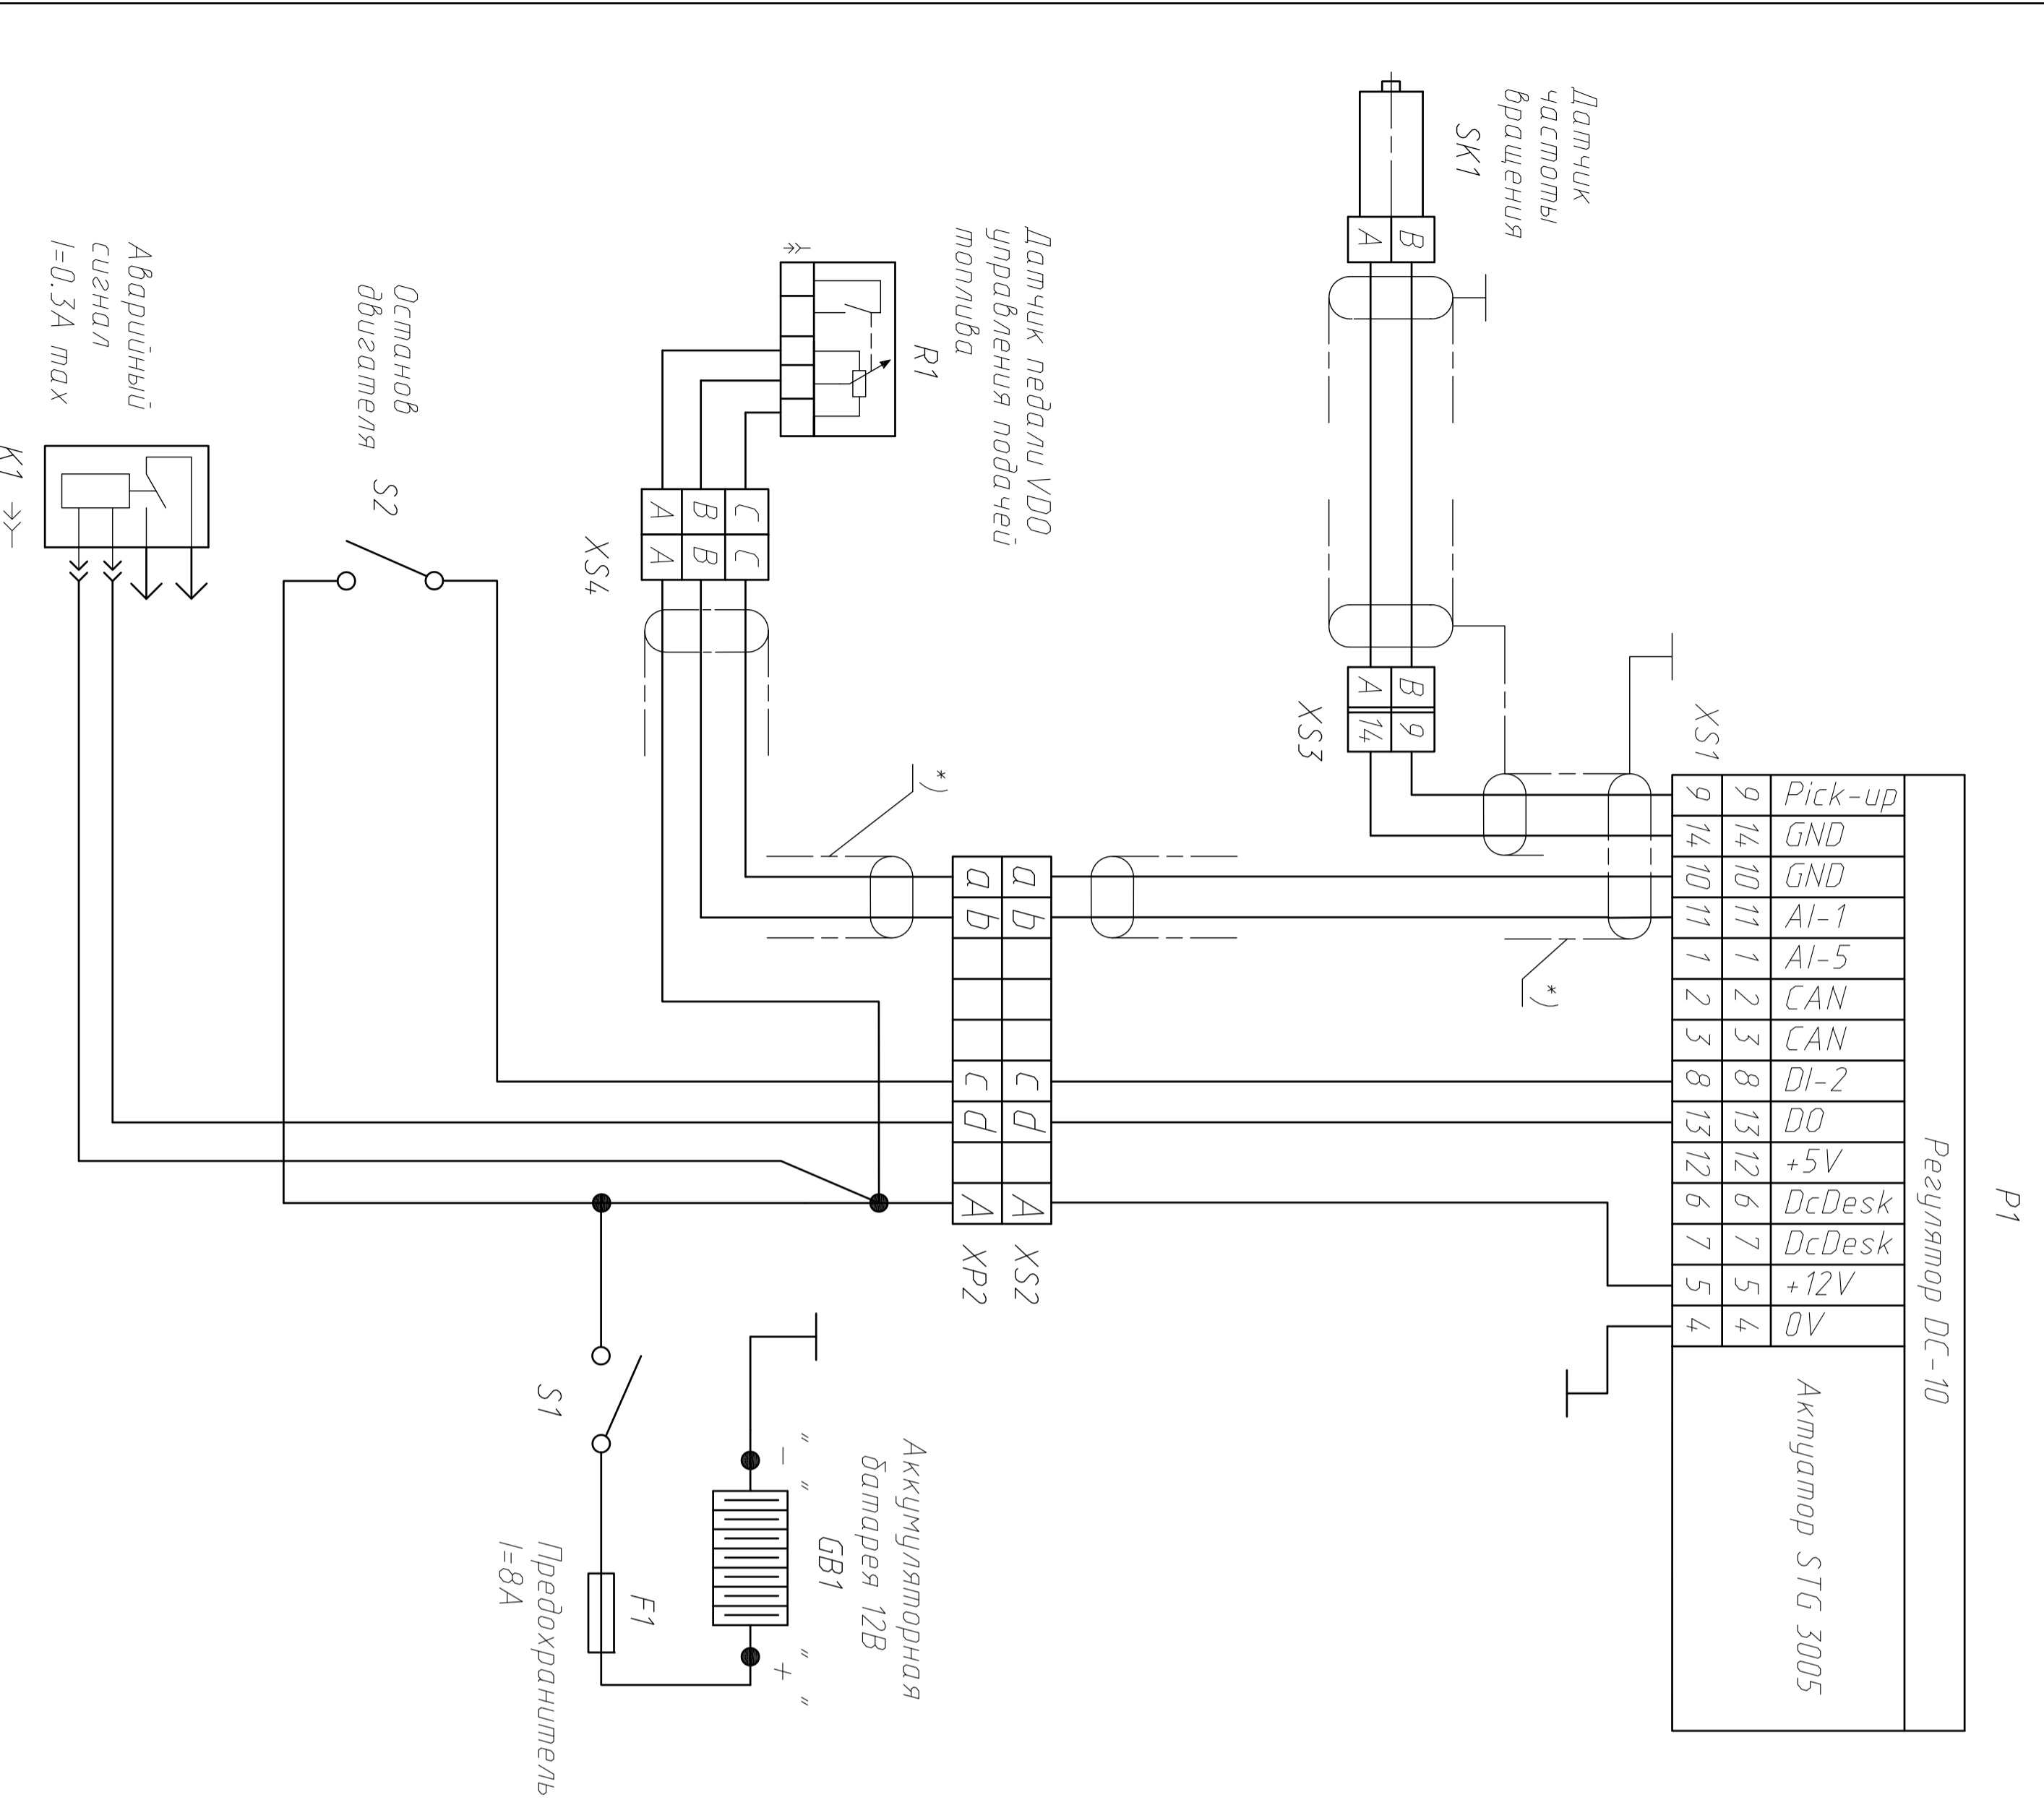 Датчик
частоты
вращения
SK1
A
B
Датчик педали VDO
управления подачей
топлива
R1
Аварийный
сигнал
I=0.3A max
K1
Останов
двигателя
S2
C
B
A
C
B
A
XS4
B
A
9
14
XS3
*)
*)
XS1
P1
Регулятор DC-10
9 9 Pick-up
14 14 GND
10 10 GND
11 11 AI-1
1 1 AI-5
2 2 CAN
3 3 CAN
8 8 DI-2
13 13 DO
12 12 +5V
6 6 DcDesk
7 7 DcDesk
5 5 +12V
4 4 0V
Актуатор STG 3005
a a
b b
c c
d d
A A
XP2
XS2
S1
Аккумуляторная
батарея 12В
GB1
" - "
" + "
F1
Предохранитель
I=8A